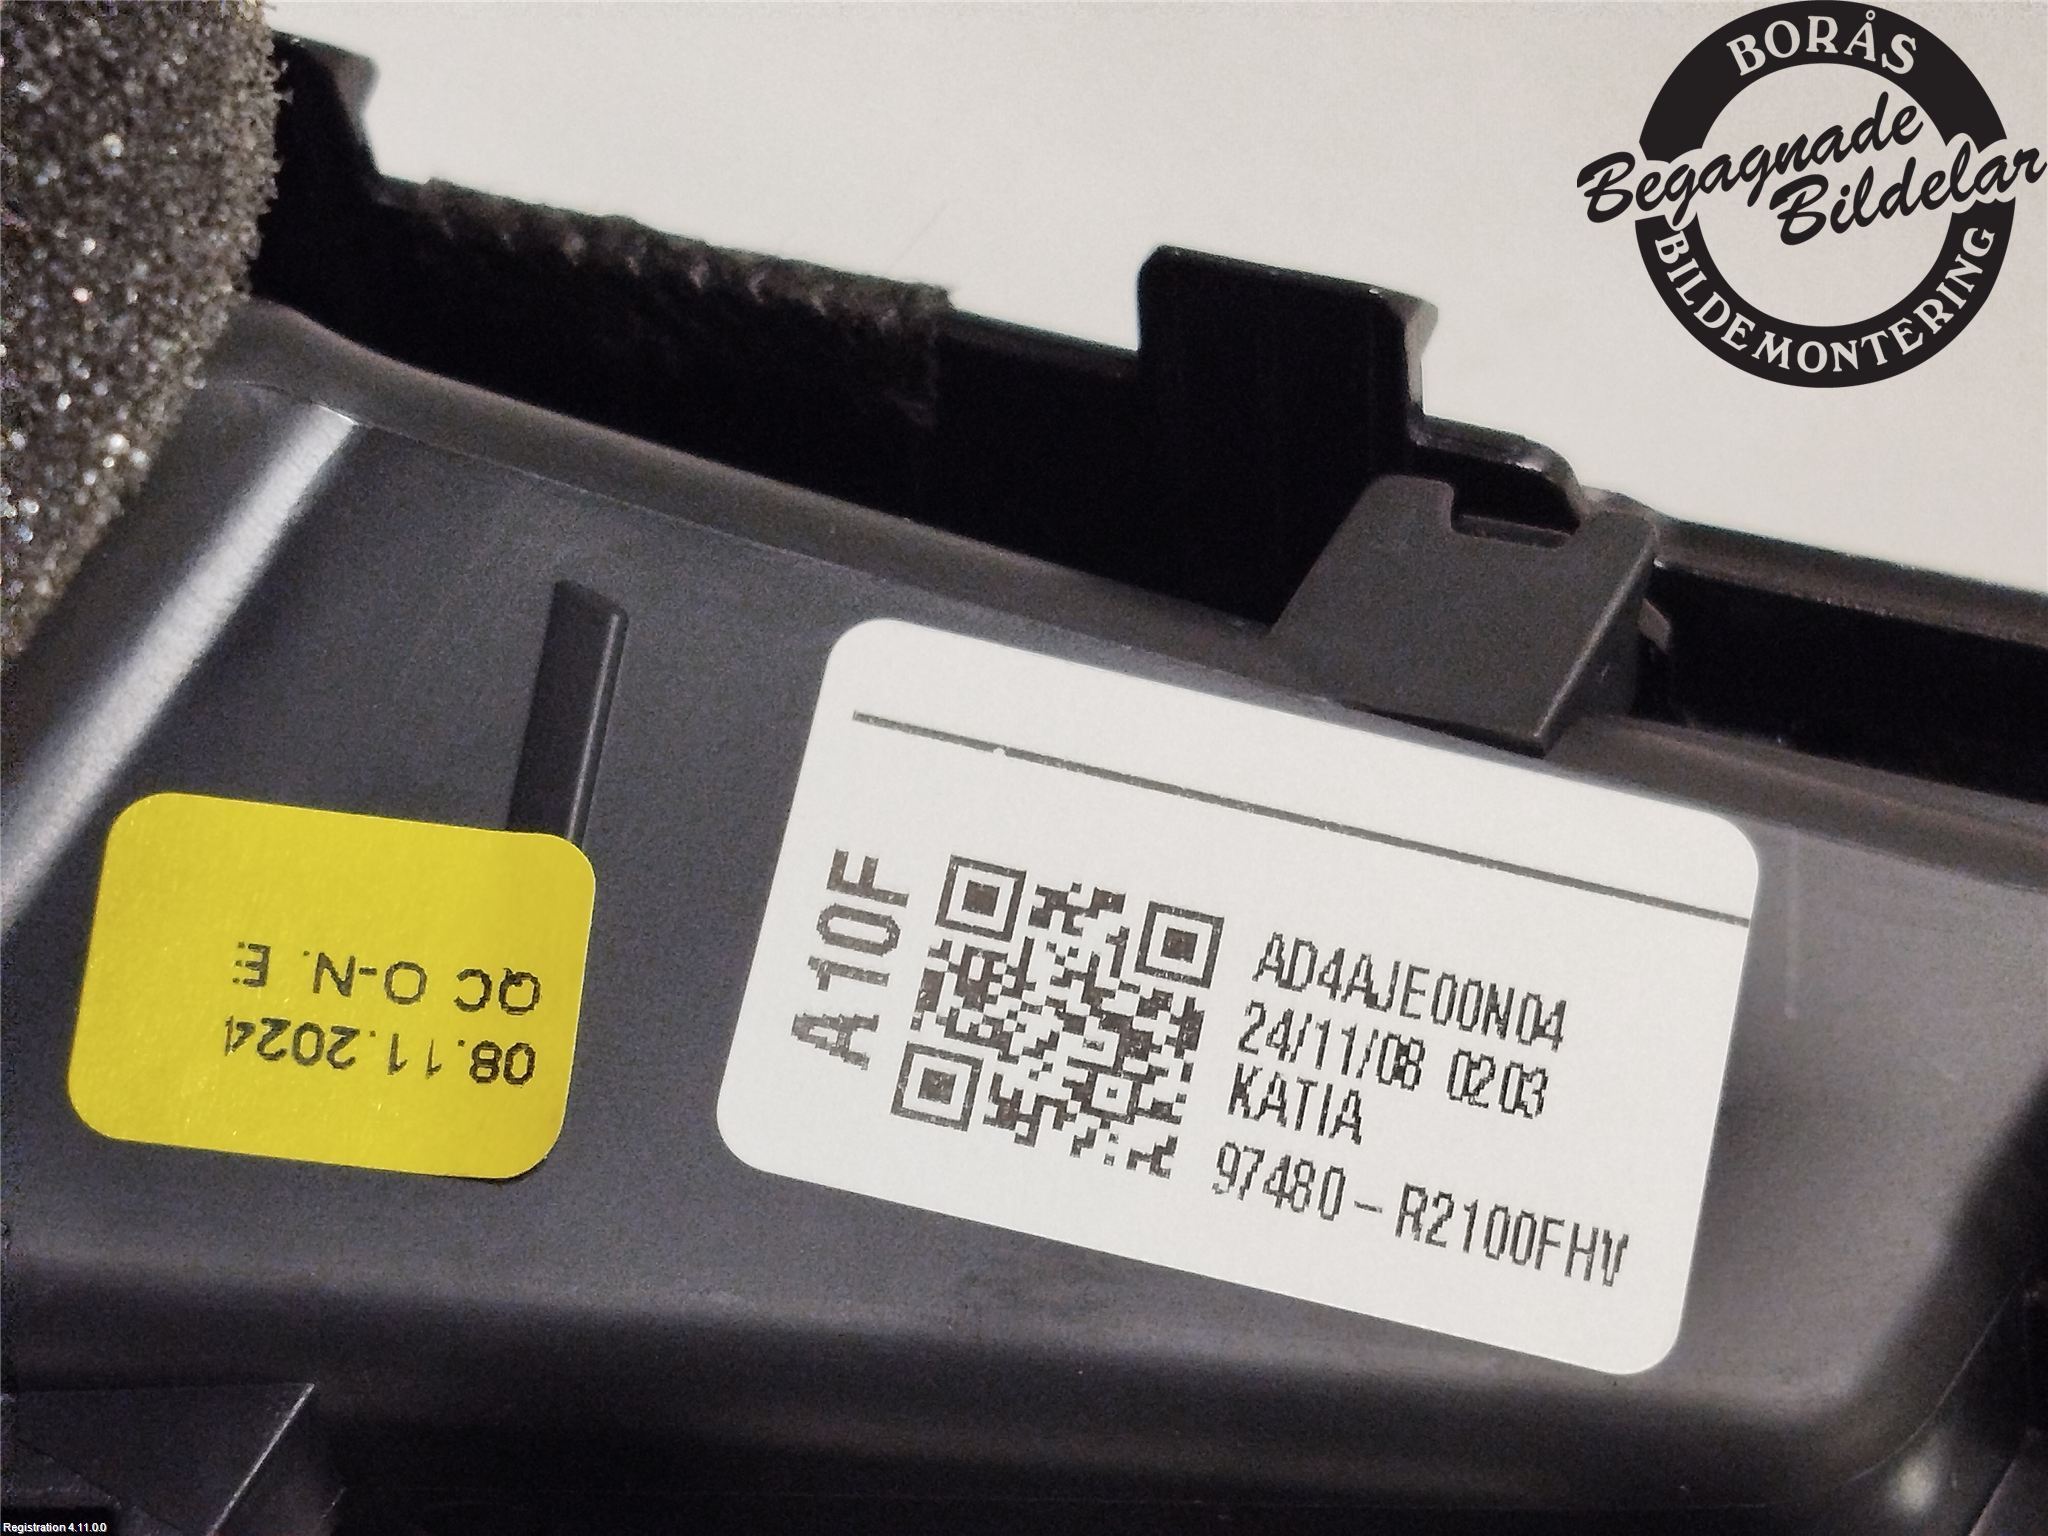 BORÅS
Begagnade
Bildelar
BILDEMONTERING
A10F
AD4AJE00N04
24/11/08 0203
KATIA
97480-R2100FHV
08.11.2024
QC O-N. E.
Registration 4.11.0.0